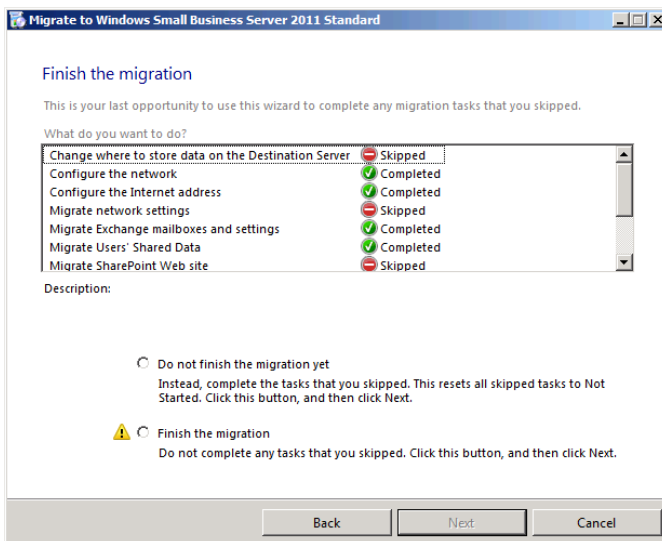 Migrate to Windows Small Business Server 2011 Standard
Finish the migration
This is your last opportunity to use this wizard to complete any migration tasks that you skipped.
What do you want to do?
Change where to store data on the Destination Server Skipped
Configure the network Completed
Configure the Internet address Completed
Migrate network settings Skipped
Migrate Exchange mailboxes and settings Completed
Migrate Users' Shared Data Completed
Migrate SharePoint Web site Skipped
Description:
Do not finish the migration yet
Instead, complete the tasks that you skipped. This resets all skipped tasks to Not
Started. Click this button, and then click Next.
Finish the migration
Do not complete any tasks that you skipped. Click this button, and then click Next.
Back Next Cancel